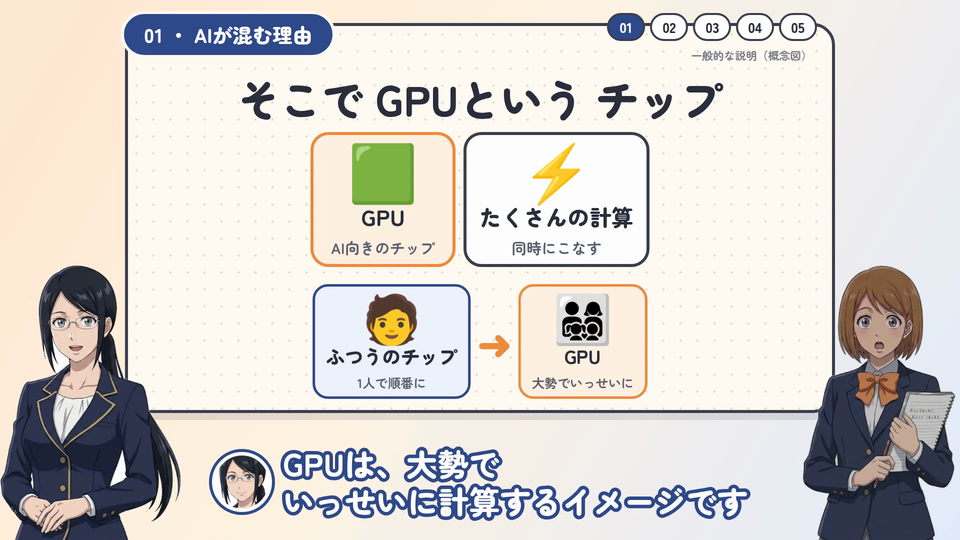 01 ・ AIが混む理由
01 02 03 04 05
一般的な説明（概念図）
そこで GPUという チップ
GPU
AI向きのチップ
たくさんの計算
同時にこなす
ふつうのチップ
1人で順番に
GPU
大勢でいっせいに
GPUは、大勢で
いっせいに計算するイメージです